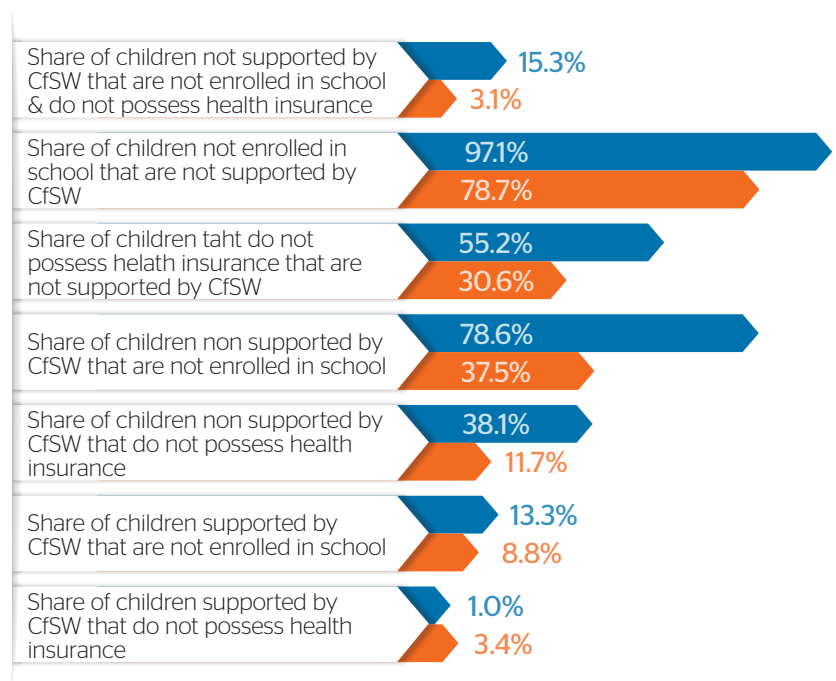 Share of children not supported by
CfSW that are not enrolled in school
& do not possess health insurance
15.3%
3.1%
Share of children not enrolled in
school that are not supported by
CfSW
97.1%
78.7%
Share of children taht do not
possess helath insurance that are
not supported by CfSW
55.2%
30.6%
Share of children non supported by
CfSW that are not enrolled in school
78.6%
37.5%
Share of children non supported by
CfSW that do not possess health
insurance
38.1%
11.7%
Share of children supported by
CfSW that are not enrolled in school
13.3%
8.8%
Share of children supported by
CfSW that do not possess health
insurance
1.0%
3.4%